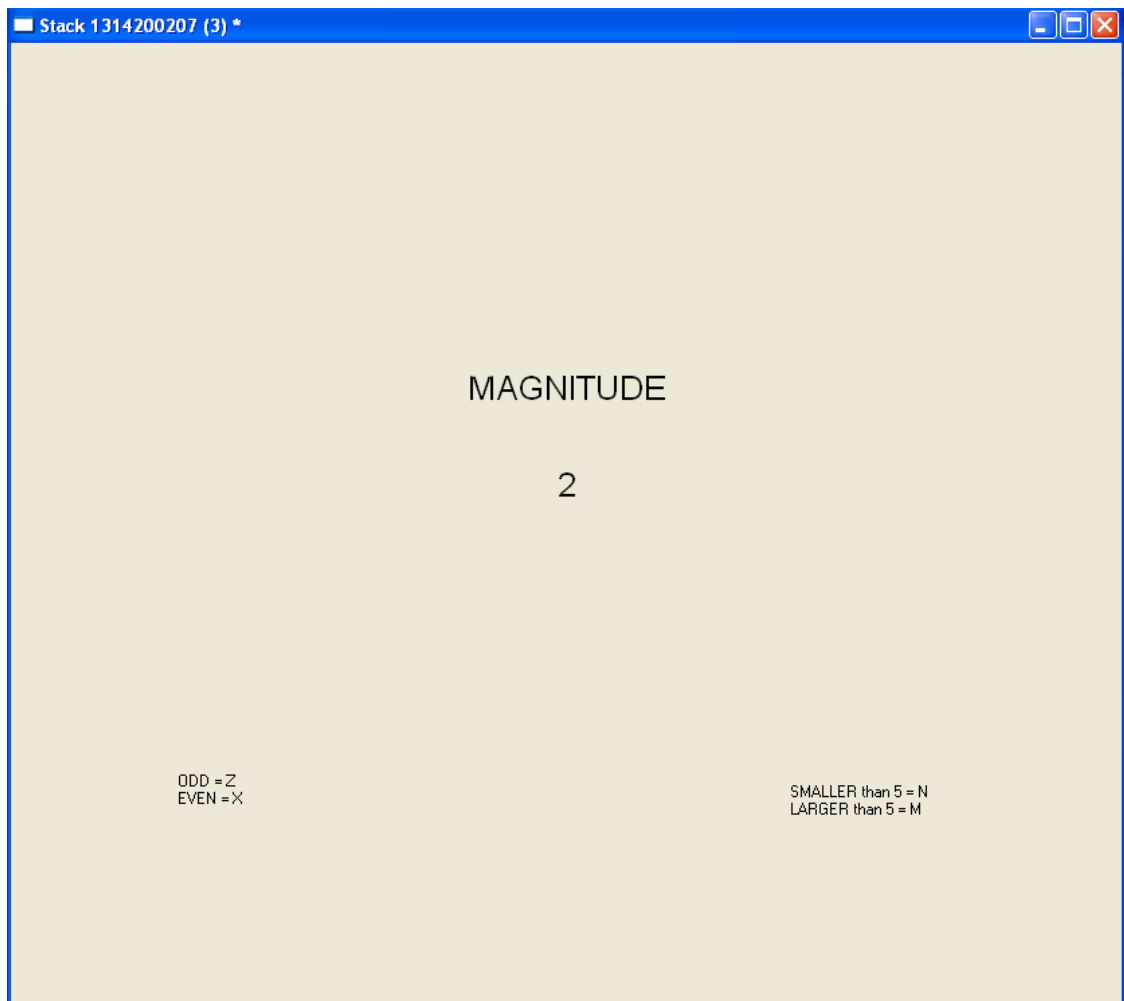 Stack 1314200207 (3) *
MAGNITUDE
2
ODD = Z
EVEN = X
SMALLER than 5 = N
LARGER than 5 = M